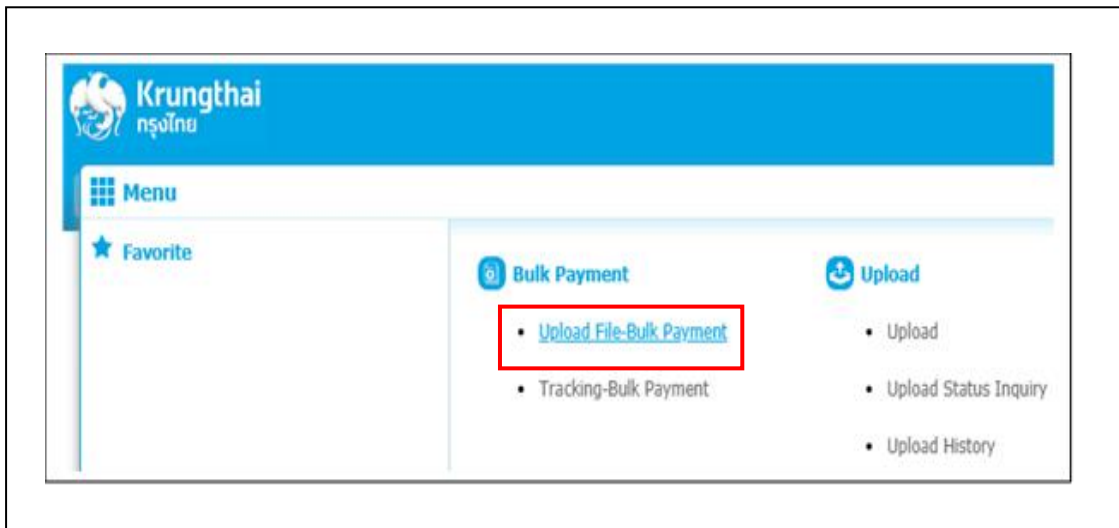 Krungthai
กรุงไทย
Menu
Favorite
Bulk Payment
• Upload File-Bulk Payment
• Tracking-Bulk Payment
Upload
• Upload
• Upload Status Inquiry
• Upload History